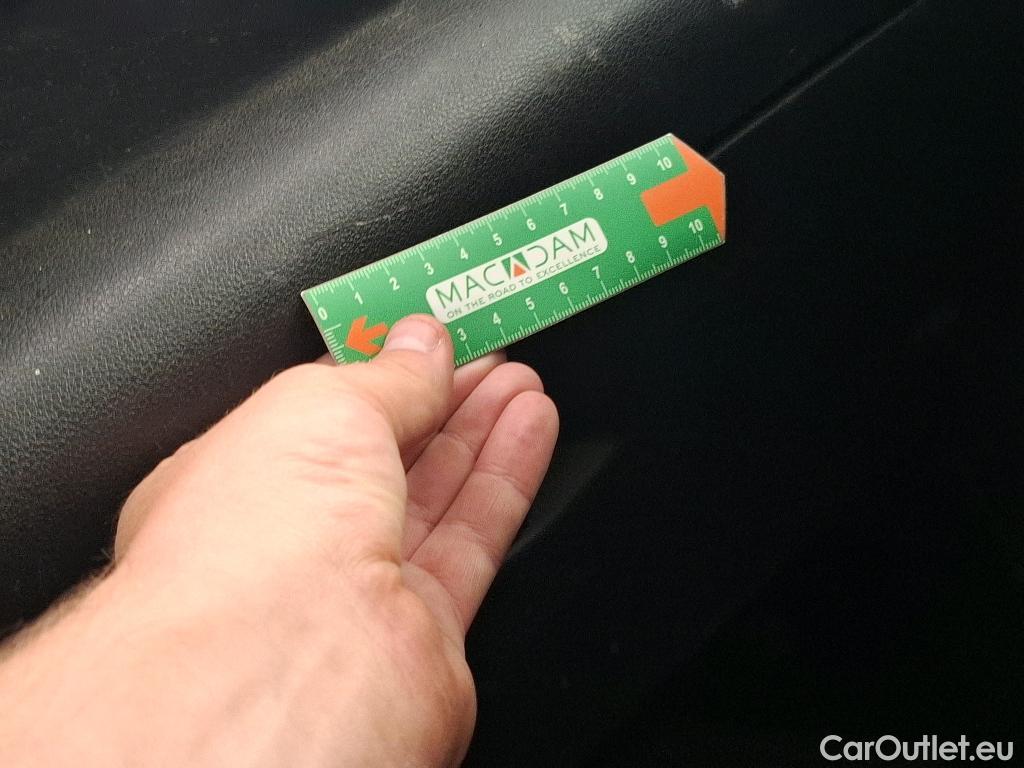 0 1 2 3 4 5 6 7 8 9 10
MACADAM
ON THE ROAD TO EXCELLENCE
3 4 5 6 7 8 9 10
CarOutlet.eu